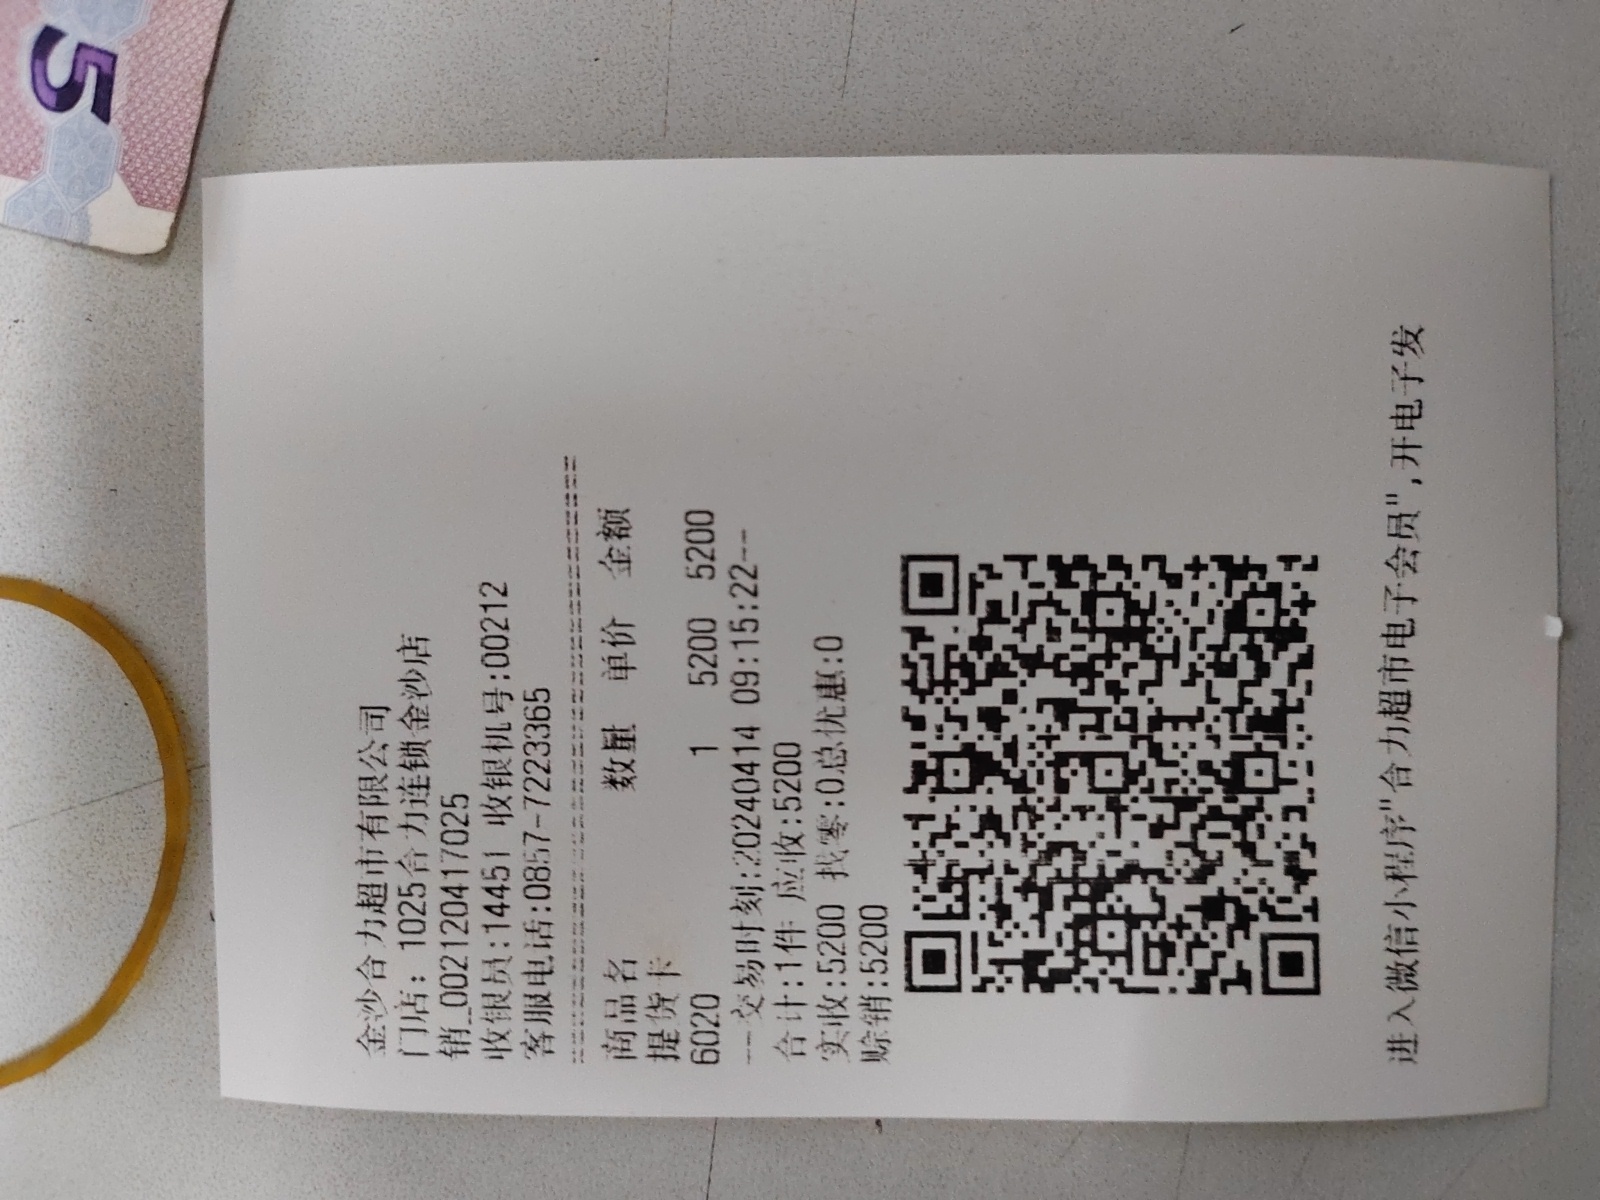 5
金沙合力超市有限公司
门店: 1025合力连锁金沙店
销_002120417025
收银员:14451 收银机号:00212
客服电话:0857-7223365
商品名 数量 单价 金额
提货卡
6020 1 5200 5200
--交易时刻:20240414 09:15:22--
合计:1件 应收:5200
实收:5200 找零:0总优惠:0
赊销:5200
进入微信小程序"合力超市电子会员",开电子发